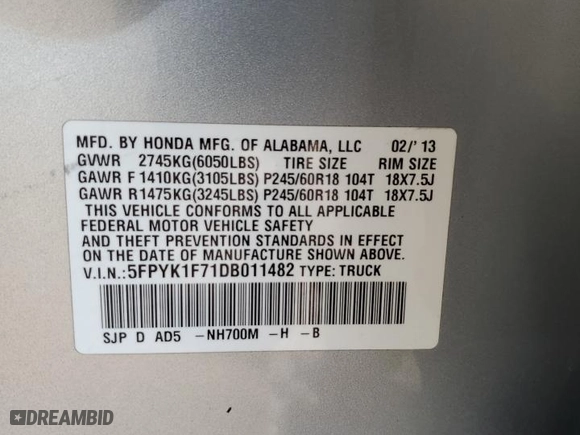 MFD. BY HONDA MFG. OF ALABAMA, LLC 02/'13
GVWR 2745KG(6050LBS) TIRE SIZE RIM SIZE
GAWR F 1410KG(3105LBS) P245/60R18 104T 18X7.5J
GAWR R 1475KG(3245LBS) P245/60R18 104T 18X7.5J
THIS VEHICLE CONFORMS TO ALL APPLICABLE
FEDERAL MOTOR VEHICLE SAFETY
AND THEFT PREVENTION STANDARDS IN EFFECT
ON THE DATE OF MANUFACTURE SHOWN ABOVE.
V.I.N.:5FPYK1F71DB011482 TYPE: TRUCK
SJP D AD5 -NH700M -H -B
DREAMBID